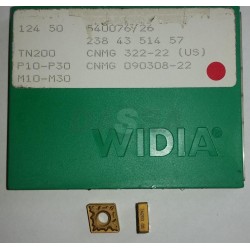 124 50 540076/26
238 43 514 57
TN200 CNMG 322-22 (US)
P10-P30 CNMG 090308-22
M10-M30
WIDIA